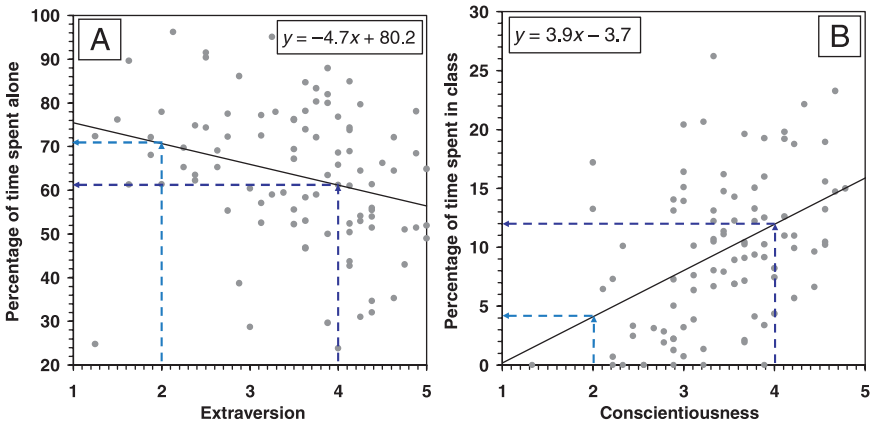 A
y = −4.7x + 80.2
100
90
80
70
60
50
40
30
20
Percentage of time spent alone
1 2 3 4 5
Extraversion
y = 3.9x − 3.7
B
30
25
20
15
10
5
0
Percentage of time spent in class
1 2 3 4 5
Conscientiousness